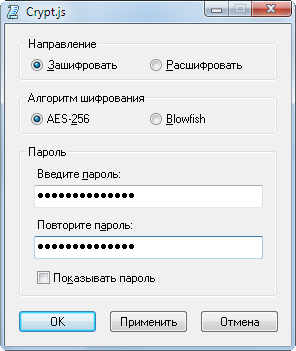 Crypt.js
Направление
Зашифровать Расшифровать
Алгоритм шифрования
AES-256 Blowfish
Пароль
Введите пароль:
●●●●●●●●●●●●●●
Повторите пароль:
●●●●●●●●●●●●●●
Показывать пароль
OK Применить Отмена